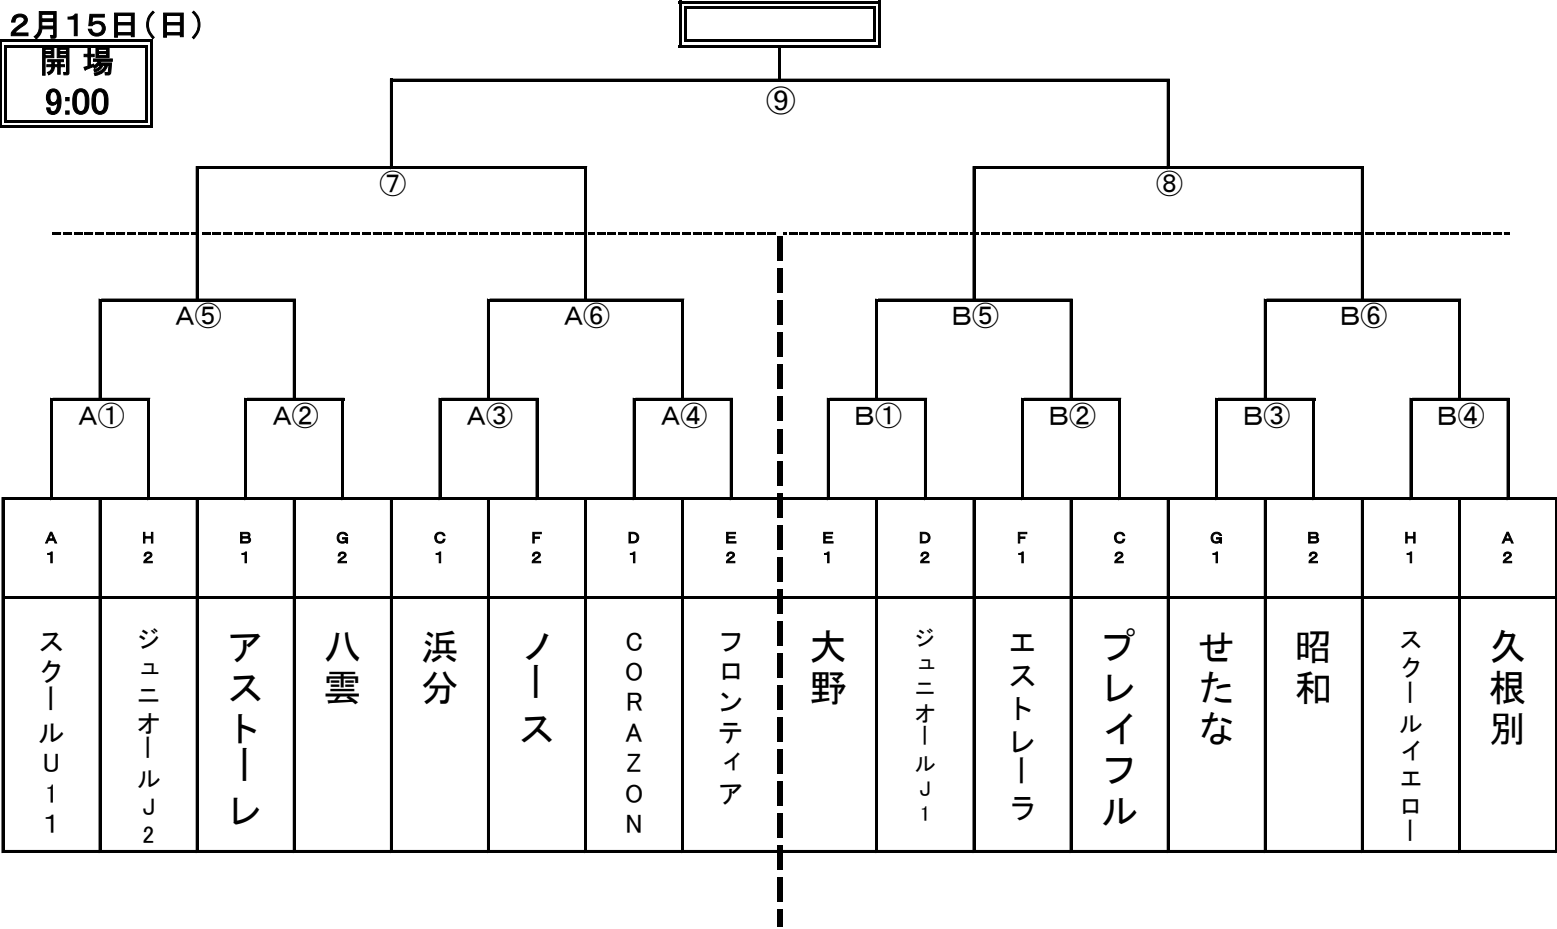 ２月１５日（日）
開 場
9:00
⑨
⑦
⑧
A⑤
A⑥
B⑤
B⑥
A①
A②
A③
A④
B①
B②
B③
B④
A1
H2
B1
G2
C1
F2
D1
E2
E1
D2
F1
C2
G1
B2
H1
A2
スクールU11
ジュニオールJ2
アストーレ
八雲
浜分
ノース
CORAZON
フロンティア
大野
ジュニオールJ1
エストレーラ
プレイフル
せたな
昭和
スクールイエロー
久根別